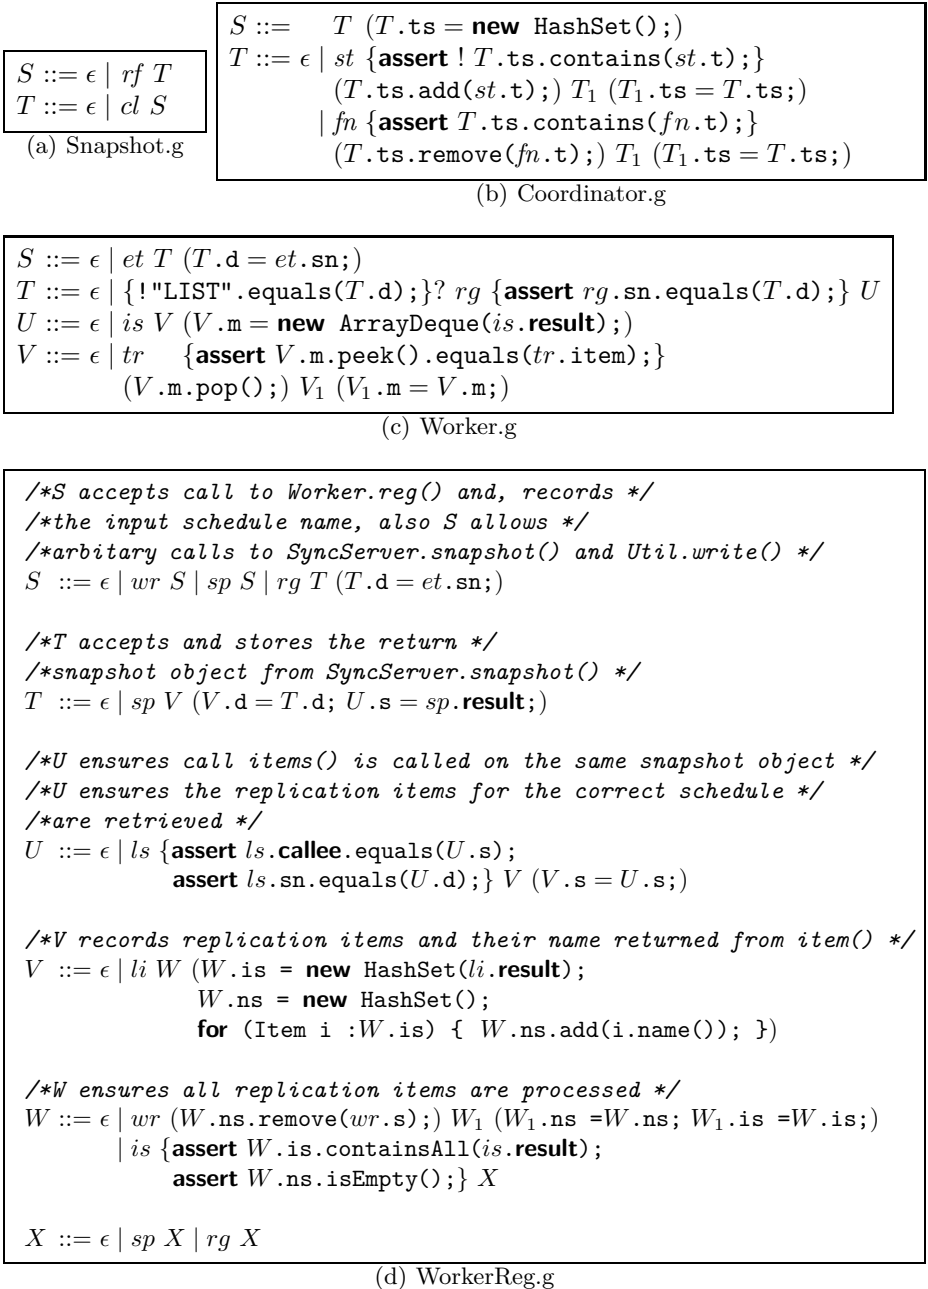 S ::= ϵ | rf T
T ::= ϵ | cl S
(a) Snapshot.g
S ::= T (T.ts = new HashSet();)
T ::= ϵ | st {assert ! T.ts.contains(st.t);}
(T.ts.add(st.t);) T₁ (T₁.ts = T.ts;)
| fn {assert T.ts.contains(fn.t);}
(T.ts.remove(fn.t);) T₁ (T₁.ts = T.ts;)
(b) Coordinator.g
S ::= ϵ | et T (T.d = et.sn;)
T ::= ϵ | {!"LIST".equals(T.d);}? rg {assert rg.sn.equals(T.d);} U
U ::= ϵ | is V (V.m = new ArrayDeque(is.result);)
V ::= ϵ | tr {assert V.m.peek().equals(tr.item);}
(V.m.pop();) V₁ (V₁.m = V.m;)
(c) Worker.g
/*S accepts call to Worker.reg() and, records */
/*the input schedule name, also S allows */
/*arbitary calls to SyncServer.snapshot() and Util.write() */
S ::= ϵ | wr S | sp S | rg T (T.d = et.sn;)
/*T accepts and stores the return */
/*snapshot object from SyncServer.snapshot() */
T ::= ϵ | sp V (V.d = T.d; U.s = sp.result;)
/*U ensures call items() is called on the same snapshot object */
/*U ensures the replication items for the correct schedule */
/*are retrieved */
U ::= ϵ | ls {assert ls.callee.equals(U.s);
assert ls.sn.equals(U.d);} V (V.s = U.s;)
/*V records replication items and their name returned from item() */
V ::= ϵ | li W (W.is = new HashSet(li.result);
W.ns = new HashSet();
for (Item i :W.is) { W.ns.add(i.name()); })
/*W ensures all replication items are processed */
W ::= ϵ | wr (W.ns.remove(wr.s);) W₁ (W₁.ns =W.ns; W₁.is =W.is;)
| is {assert W.is.containsAll(is.result);
assert W.ns.isEmpty();} X
X ::= ϵ | sp X | rg X
(d) WorkerReg.g